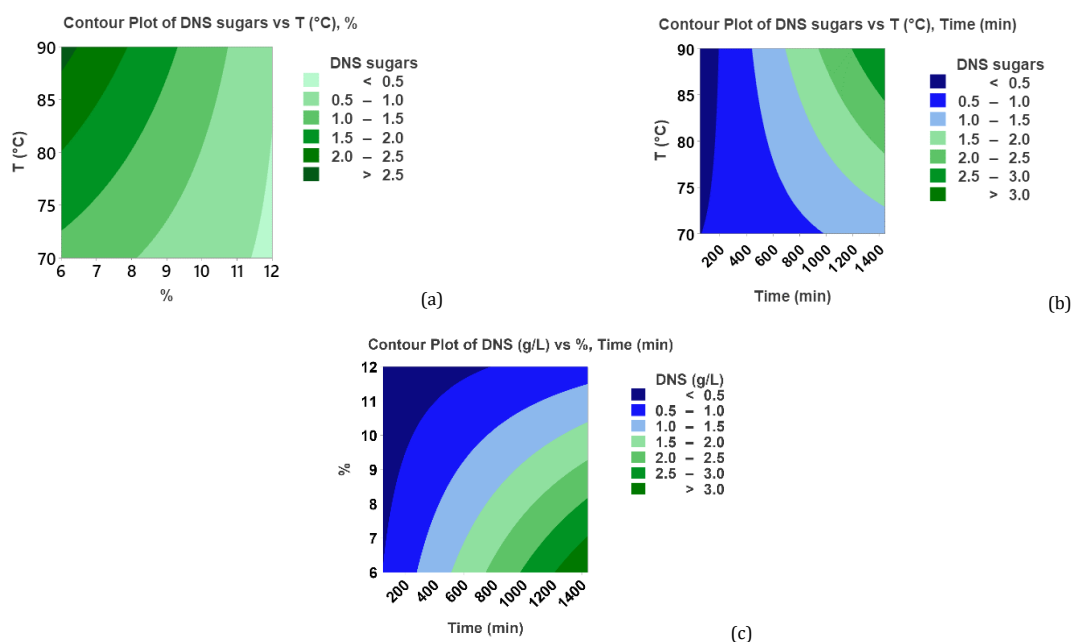 Contour Plot of DNS sugars vs T (°C), %
90
85
80
75
70
T (°C)
6 7 8 9 10 11 12
%
DNS sugars
< 0.5
0.5 – 1.0
1.0 – 1.5
1.5 – 2.0
2.0 – 2.5
> 2.5
(a)
Contour Plot of DNS sugars vs T (°C), Time (min)
90
85
80
75
70
T (°C)
200 400 600 800 1000 1200 1400
Time (min)
DNS sugars
< 0.5
0.5 – 1.0
1.0 – 1.5
1.5 – 2.0
2.0 – 2.5
2.5 – 3.0
> 3.0
(b)
Contour Plot of DNS (g/L) vs %, Time (min)
12
11
10
9
8
7
6
%
200 400 600 800 1000 1200 1400
Time (min)
DNS (g/L)
< 0.5
0.5 – 1.0
1.0 – 1.5
1.5 – 2.0
2.0 – 2.5
2.5 – 3.0
> 3.0
(c)